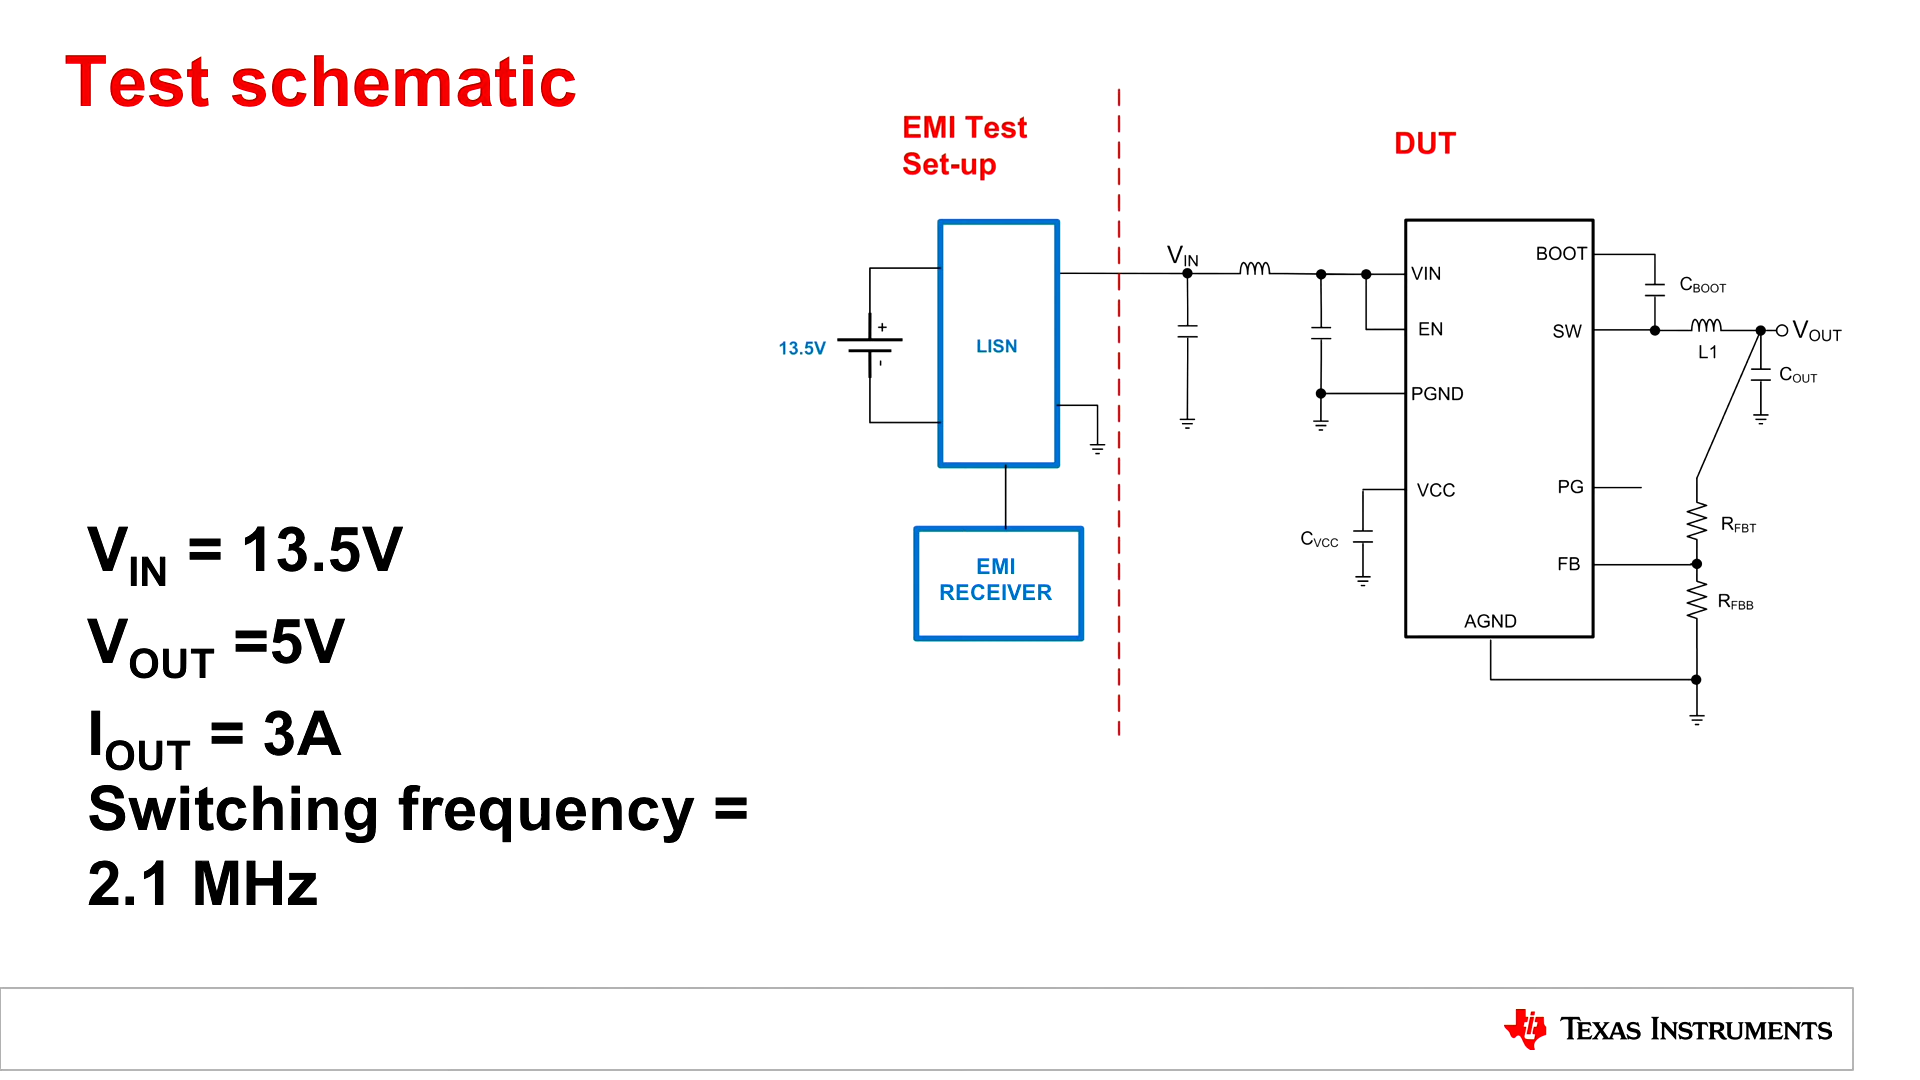 Test schematic
EMI Test
Set-up
DUT
13.5V
+
-
LISN
EMI
RECEIVER
VIN
VIN
EN
PGND
VCC
CVCC
AGND
BOOT
CBOOT
SW
L1
VOUT
COUT
PG
RFBT
FB
RFBB
VIN = 13.5V
VOUT =5V
IOUT = 3A
Switching frequency =
2.1 MHz
TEXAS INSTRUMENTS